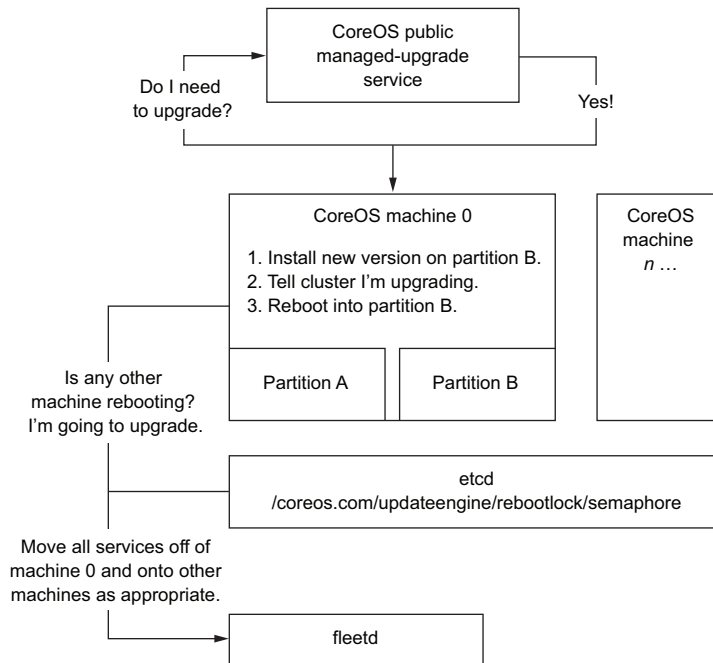 CoreOS public
managed-upgrade
service
Do I need
to upgrade?
Yes!
CoreOS machine 0
1. Install new version on partition B.
2. Tell cluster I’m upgrading.
3. Reboot into partition B.
Partition A
Partition B
CoreOS
machine
n …
Is any other
machine rebooting?
I’m going to upgrade.
etcd
/coreos.com/updateengine/rebootlock/semaphore
Move all services off of
machine 0 and onto other
machines as appropriate.
fleetd